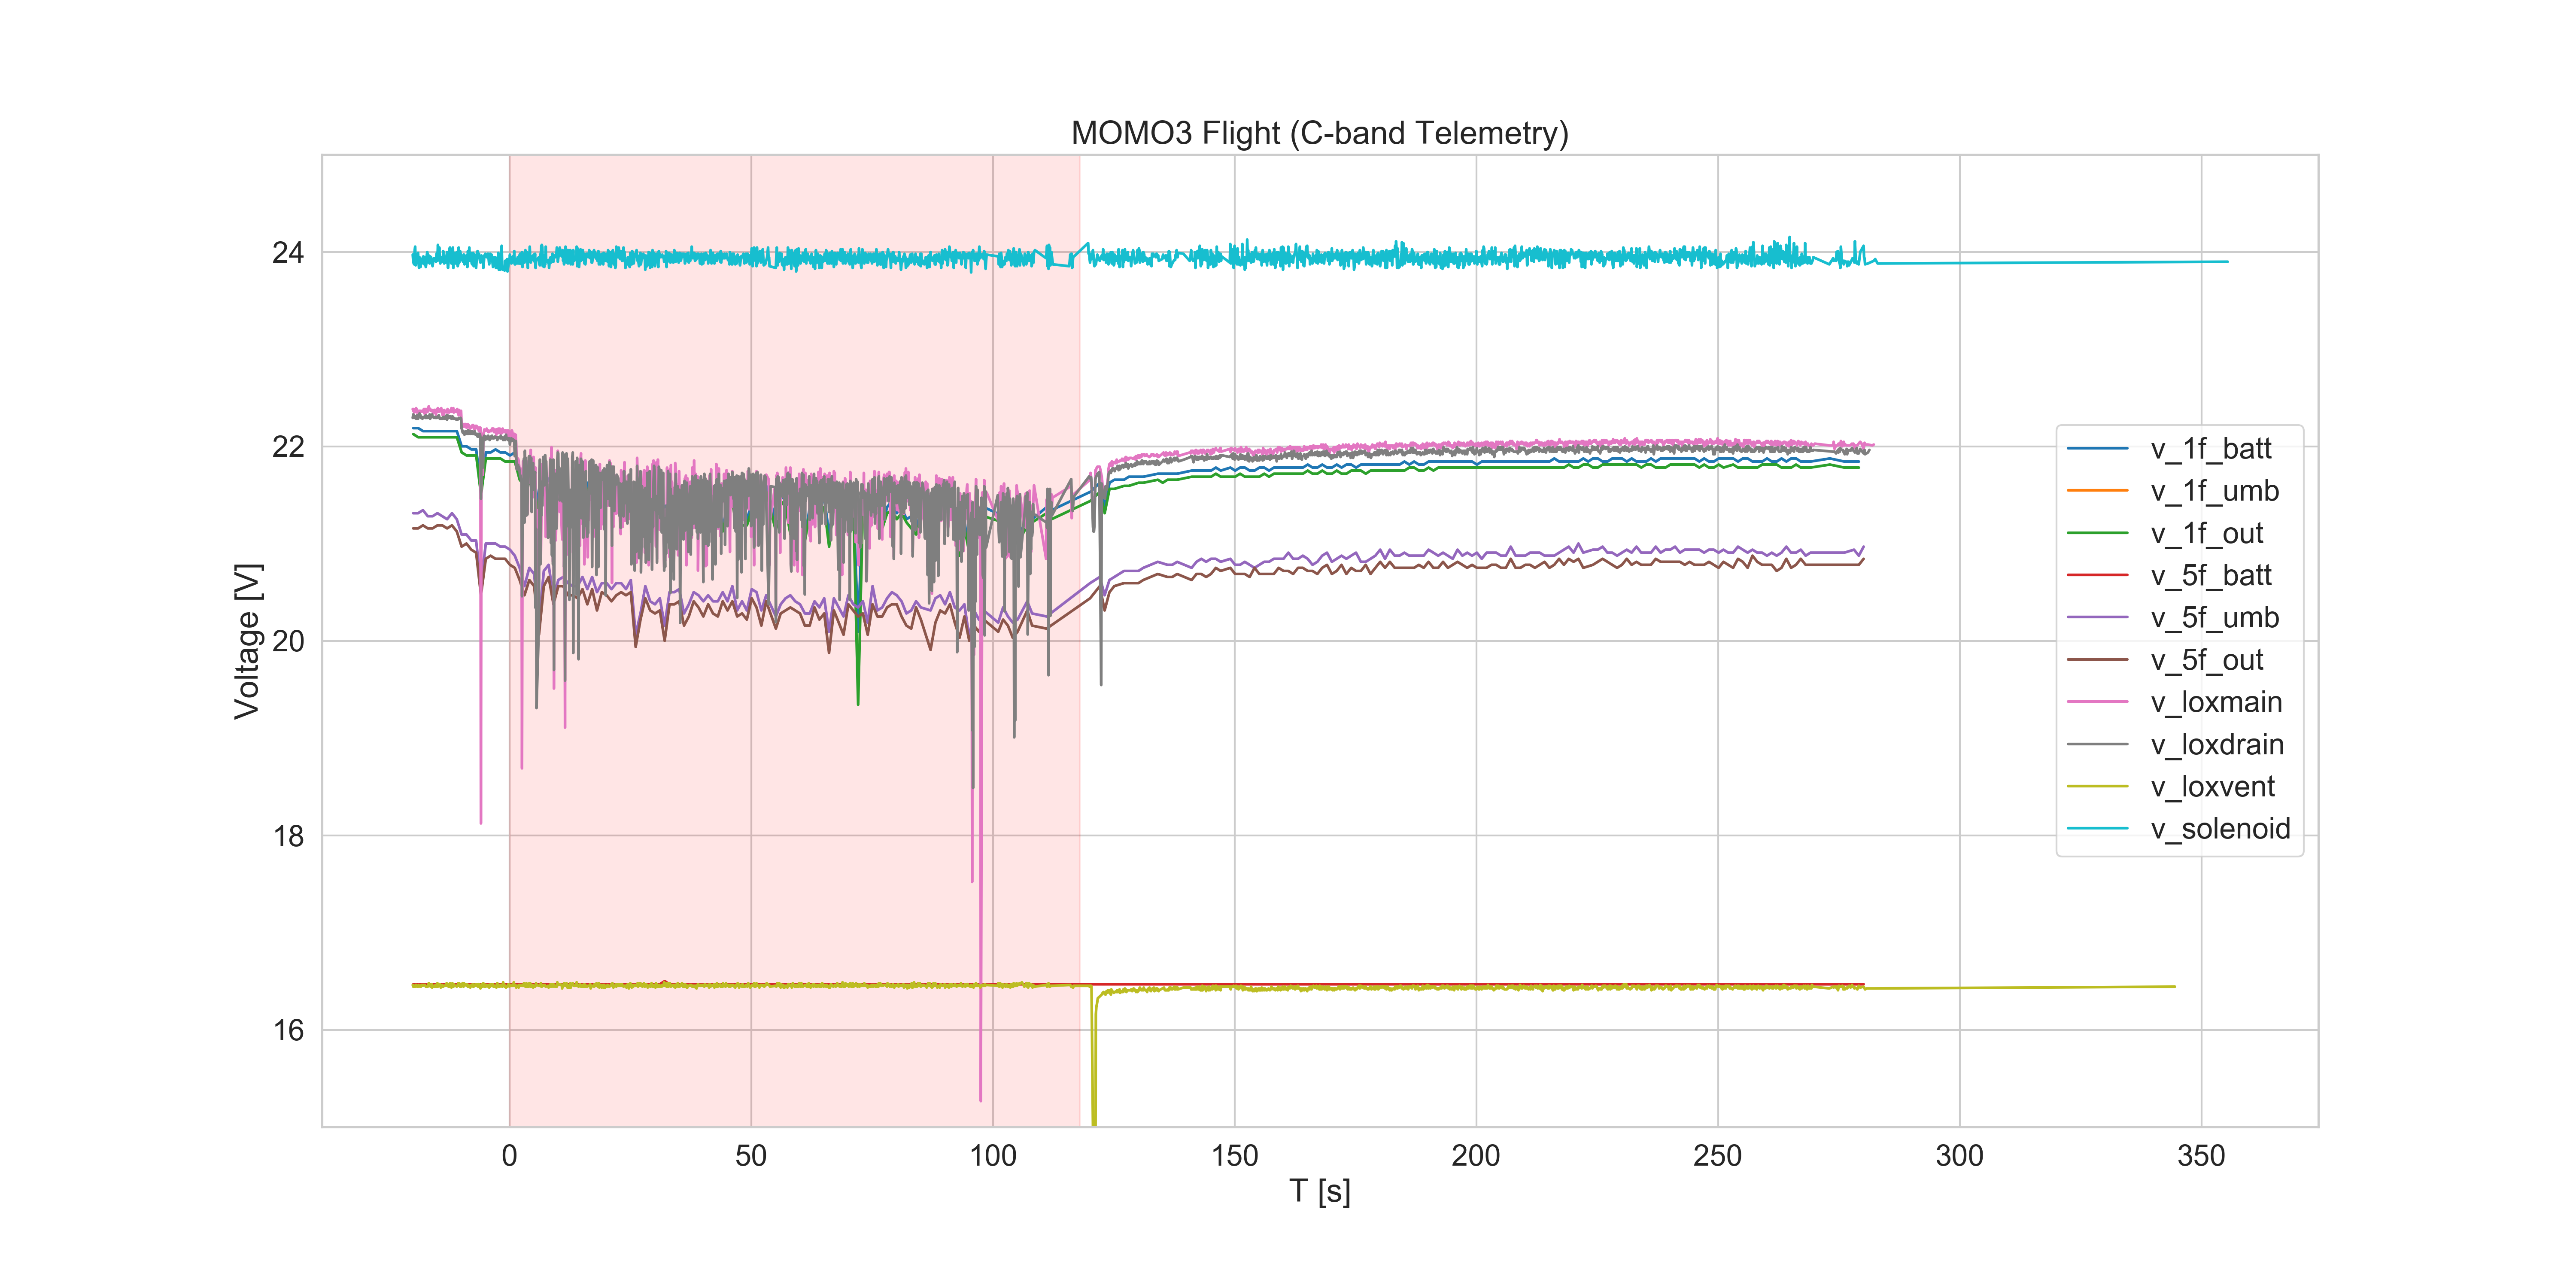 MOMO3 Flight (C-band Telemetry)
Voltage [V]
24
22
20
18
16
0 50 100 150 200 250 300 350
T [s]
v_1f_batt
v_1f_umb
v_1f_out
v_5f_batt
v_5f_umb
v_5f_out
v_loxmain
v_loxdrain
v_loxvent
v_solenoid